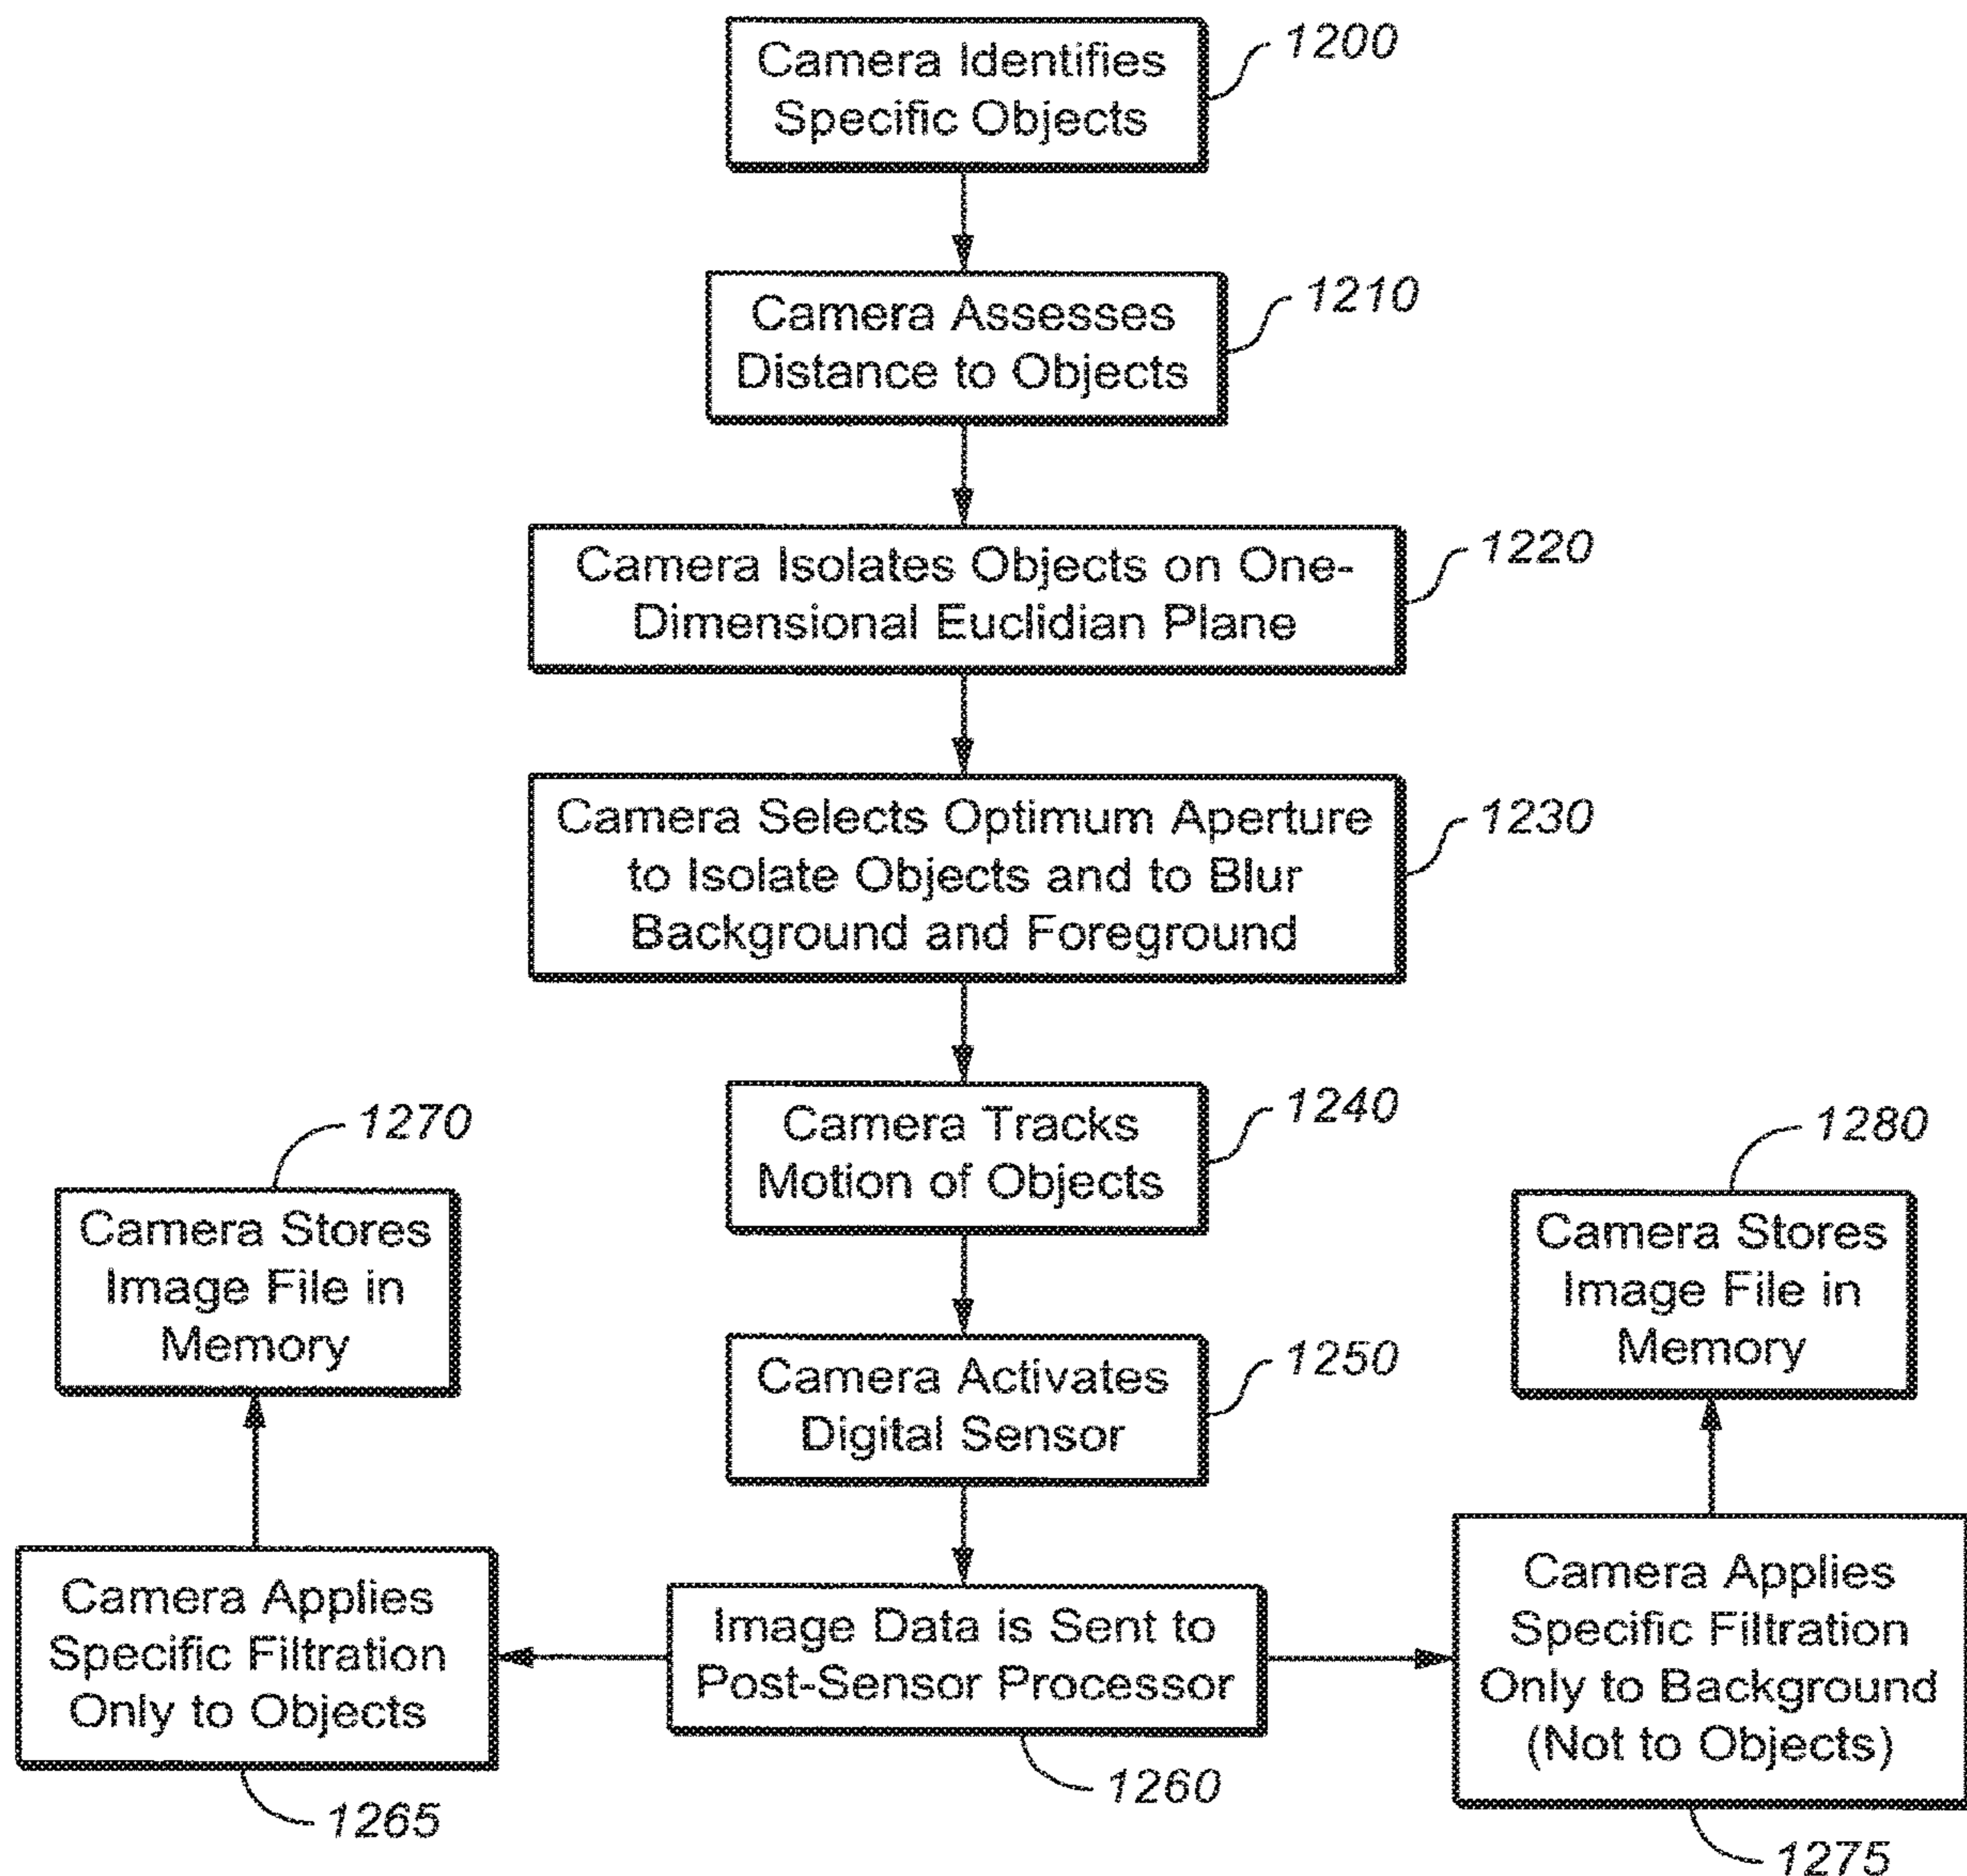 Camera Identifies
Specific Objects
1200
Camera Assesses
Distance to Objects
1210
Camera Isolates Objects on One-
Dimensional Euclidian Plane
1220
Camera Selects Optimum Aperture
to Isolate Objects and to Blur
Background and Foreground
1230
Camera Tracks
Motion of Objects
1240
Camera Activates
Digital Sensor
1250
Image Data is Sent to
Post-Sensor Processor
1260
Camera Applies
Specific Filtration
Only to Objects
1265
Camera Stores
Image File in
Memory
1270
Camera Applies
Specific Filtration
Only to Background
(Not to Objects)
1275
Camera Stores
Image File in
Memory
1280